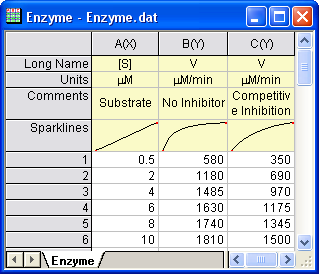 Enzyme - Enzyme.dat
A(X) B(Y) C(Y)
Long Name [S] V V
Units µM µM/min µM/min
Comments Substrate No Inhibitor Competitiv
e Inhibition
Sparklines
1 0.5 580 350
2 2 1180 690
3 4 1485 970
4 6 1630 1175
5 8 1740 1345
6 10 1810 1500
Enzyme